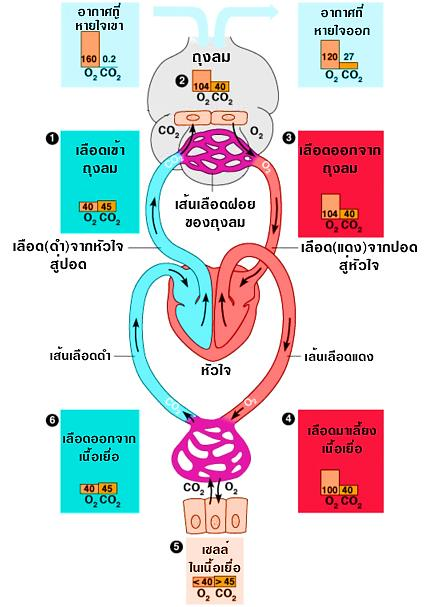 อากาศที่
หายใจเข้า
160 0.2
O2 CO2
อากาศที่
หายใจออก
120 27
O2 CO2
ถุงลม
2
104 40
O2 CO2
CO2 O2
1
เลือดเข้า
ถุงลม
40 45
O2 CO2
3
เลือดออกจาก
ถุงลม
104 40
O2 CO2
CO2
O2
เส้นเลือดฝอย
ของถุงลม
เลือด(ดำ)จากหัวใจ
สู่ปอด
เลือด(แดง)จากปอด
สู่หัวใจ
หัวใจ
เส้นเลือดดำ
เส้นเลือดแดง
CO2
O2
6
เลือดออกจาก
เนื้อเยื่อ
40 45
O2 CO2
4
เลือดมาเลี้ยง
เนื้อเยื่อ
100 40
O2 CO2
CO2 O2
5
เซลล์
ในเนื้อเยื่อ
<40 >45
O2 CO2